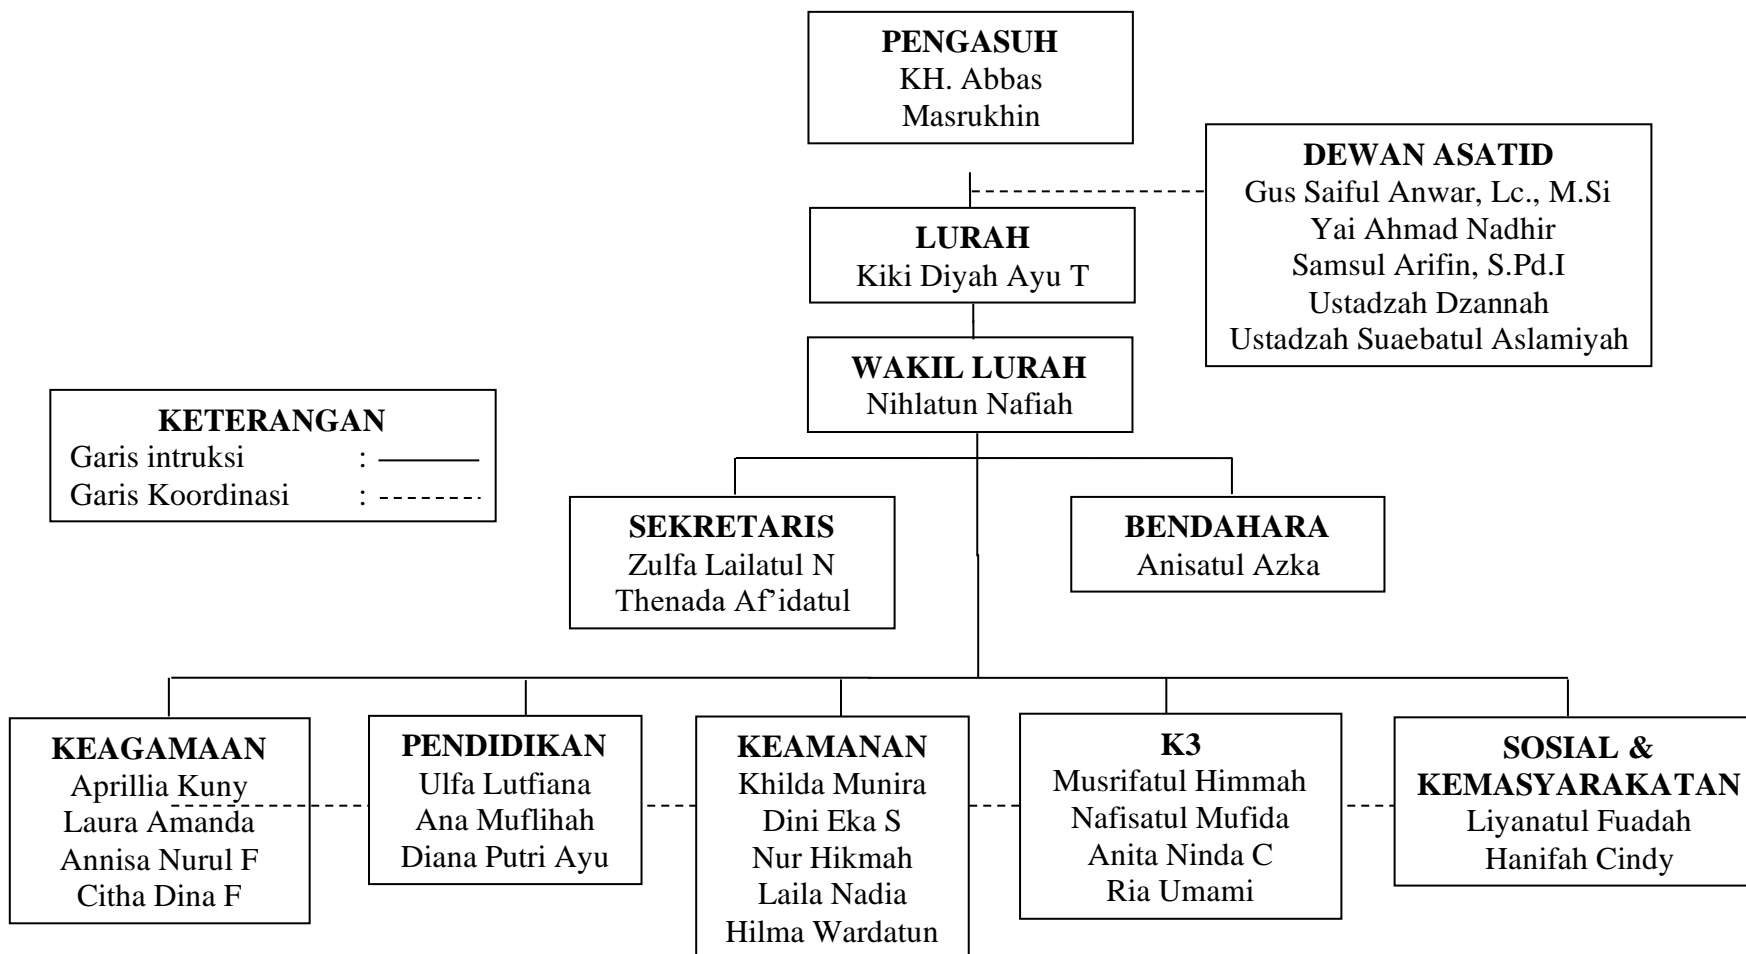 PENGASUH
KH. Abbas
Masrukhin
DEWAN ASATID
Gus Saiful Anwar, Lc., M.Si
Yai Ahmad Nadhir
Samsul Arifin, S.Pd.I
Ustadzah Dzannah
Ustadzah Suaebatul Aslamiyah
LURAH
Kiki Diyah Ayu T
WAKIL LURAH
Nihlatun Nafiah
KETERANGAN
Garis intruksi :
Garis Koordinasi :
SEKRETARIS
Zulfa Lailatul N
Thenada Af’idatul
BENDAHARA
Anisatul Azka
KEAGAMAAN
Aprillia Kuny
Laura Amanda
Annisa Nurul F
Citha Dina F
PENDIDIKAN
Ulfa Lutfiana
Ana Muflihah
Diana Putri Ayu
KEAMANAN
Khilda Munira
Dini Eka S
Nur Hikmah
Laila Nadia
Hilma Wardatun
K3
Musrifatul Himmah
Nafisatul Mufida
Anita Ninda C
Ria Umami
SOSIAL &
KEMASYARAKATAN
Liyanatul Fuadah
Hanifah Cindy